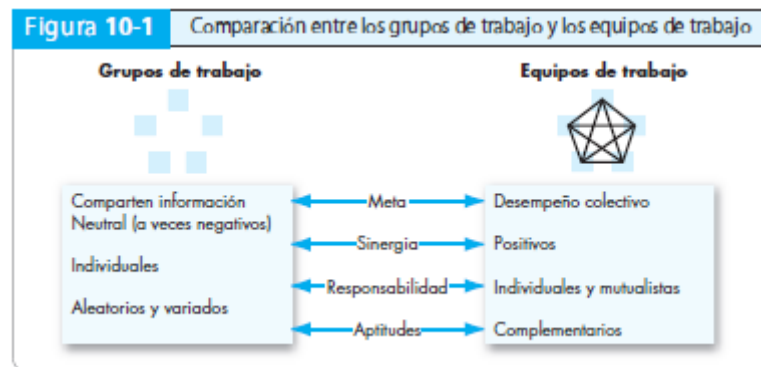 Figura 10-1 Comparación entre los grupos de trabajo y los equipos de trabajo
Grupos de trabajo
Equipos de trabajo
Comparten información
Neutral (a veces negativos)
Individuales
Aleatorios y variados
Meta
Sinergia
Responsabilidad
Aptitudes
Desempeño colectivo
Positivos
Individuales y mutualistas
Complementarios